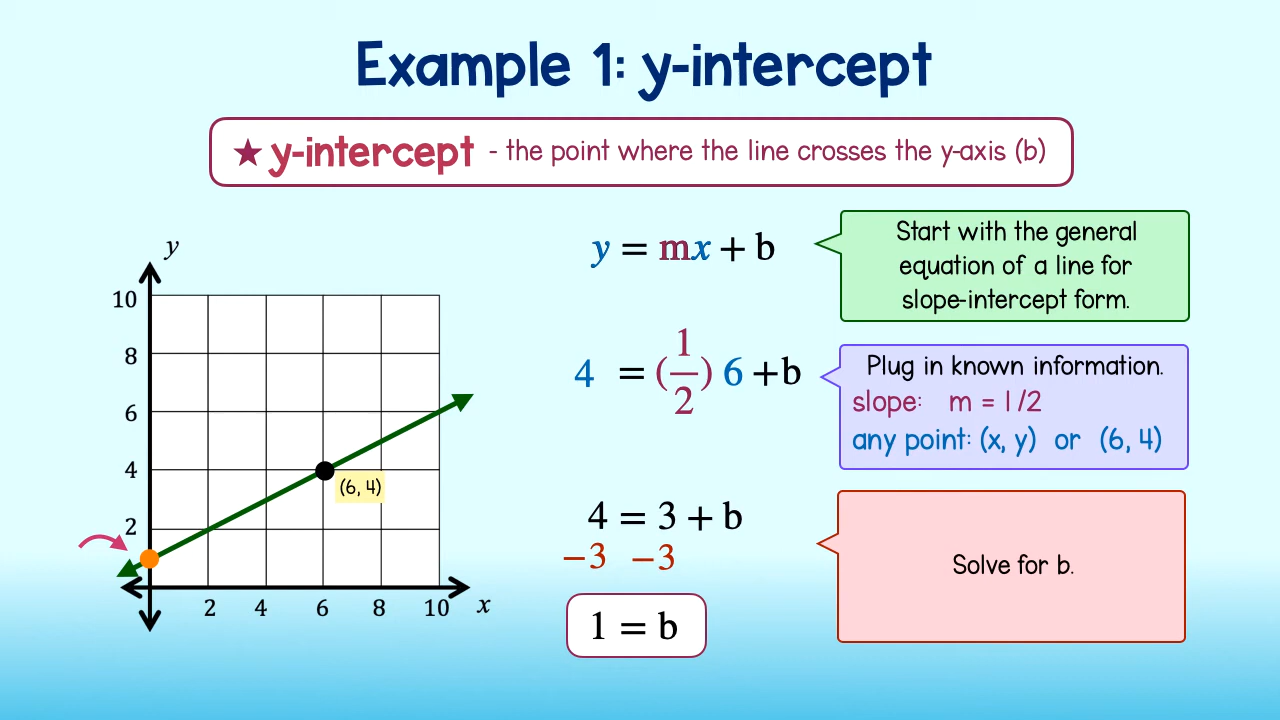 Example 1: y-intercept
★ y-intercept - the point where the line crosses the y-axis (b)
y = mx + b
Start with the general
equation of a line for
slope-intercept form.
4 = (1/2) 6 + b
Plug in known information.
slope: m = 1/2
any point: (x, y) or (6, 4)
4 = 3 + b
−3 −3
1 = b
Solve for b.
y
10
8
6
4
2
(6, 4)
2 4 6 8 10 x